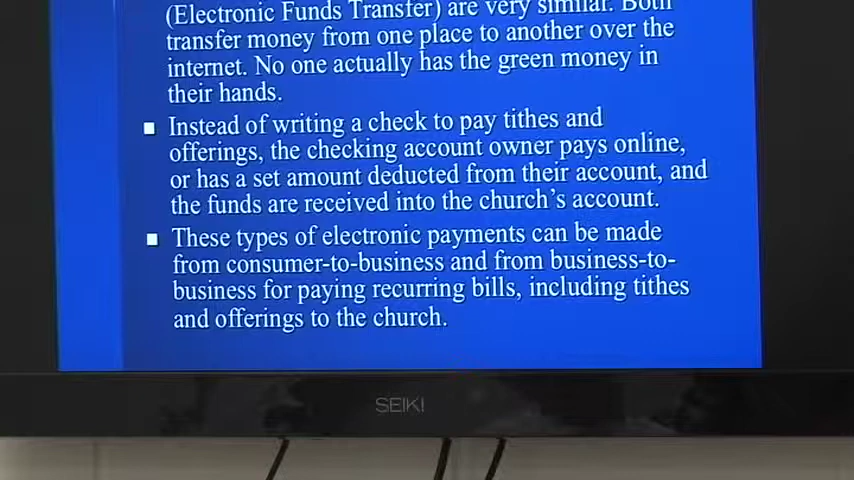 (Electronic Funds Transfer) are very similar. Both
transfer money from one place to another over the
internet. No one actually has the green money in
their hands.
■ Instead of writing a check to pay tithes and
offerings, the checking account owner pays online,
or has a set amount deducted from their account, and
the funds are received into the church's account.
■ These types of electronic payments can be made
from consumer-to-business and from business-to-
business for paying recurring bills, including tithes
and offerings to the church.
SEIKI